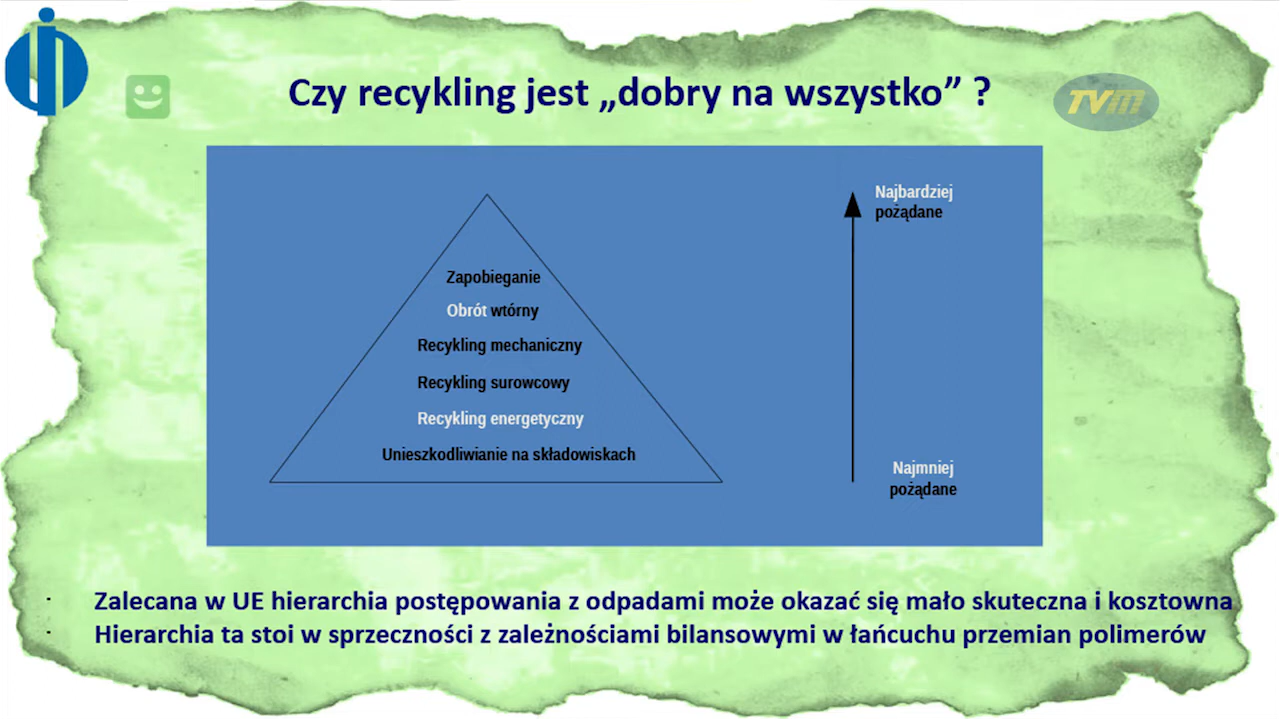 Czy recykling jest „dobry na wszystko” ?
TVM
Najbardziej
pożądane
Zapobieganie
Obrót wtórny
Recykling mechaniczny
Recykling surowcowy
Recykling energetyczny
Unieszkodliwianie na składowiskach
Najmniej
pożądane
· Zalecana w UE hierarchia postępowania z odpadami może okazać się mało skuteczna i kosztowna
· Hierarchia ta stoi w sprzeczności z zależnościami bilansowymi w łańcuchu przemian polimerów